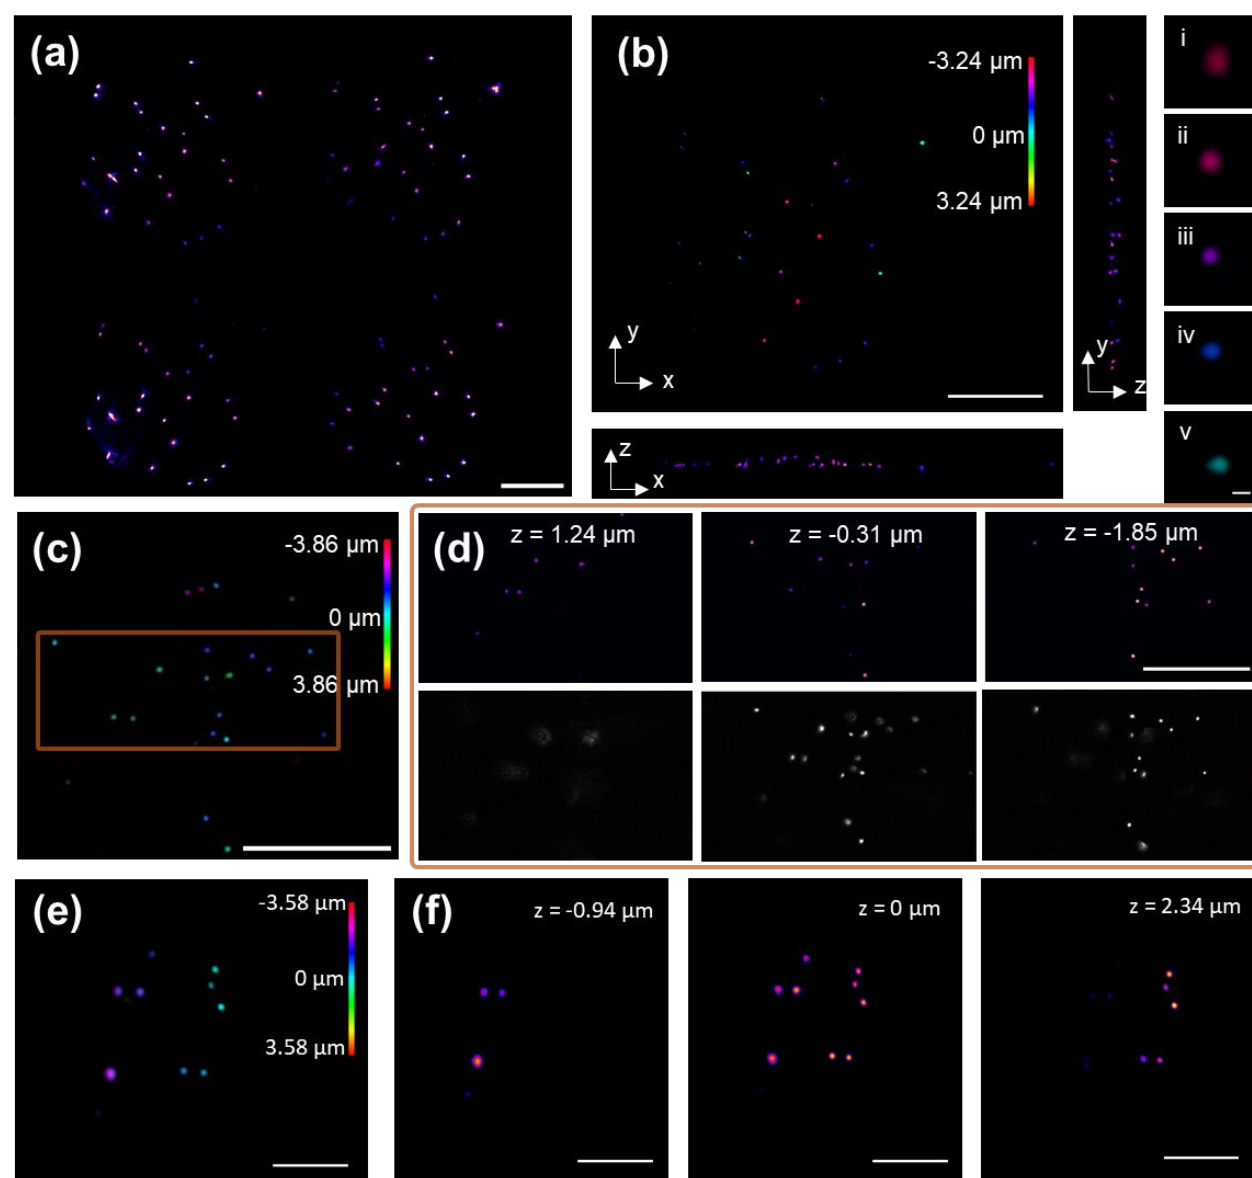 (a)
(b)
-3.24 µm
0 µm
3.24 µm
y
x
y
z
z
x
i
ii
iii
iv
v
(c)
-3.86 µm
0 µm
3.86 µm
(d)
z = 1.24 µm
z = -0.31 µm
z = -1.85 µm
(e)
-3.58 µm
0 µm
3.58 µm
(f)
z = -0.94 µm
z = 0 µm
z = 2.34 µm